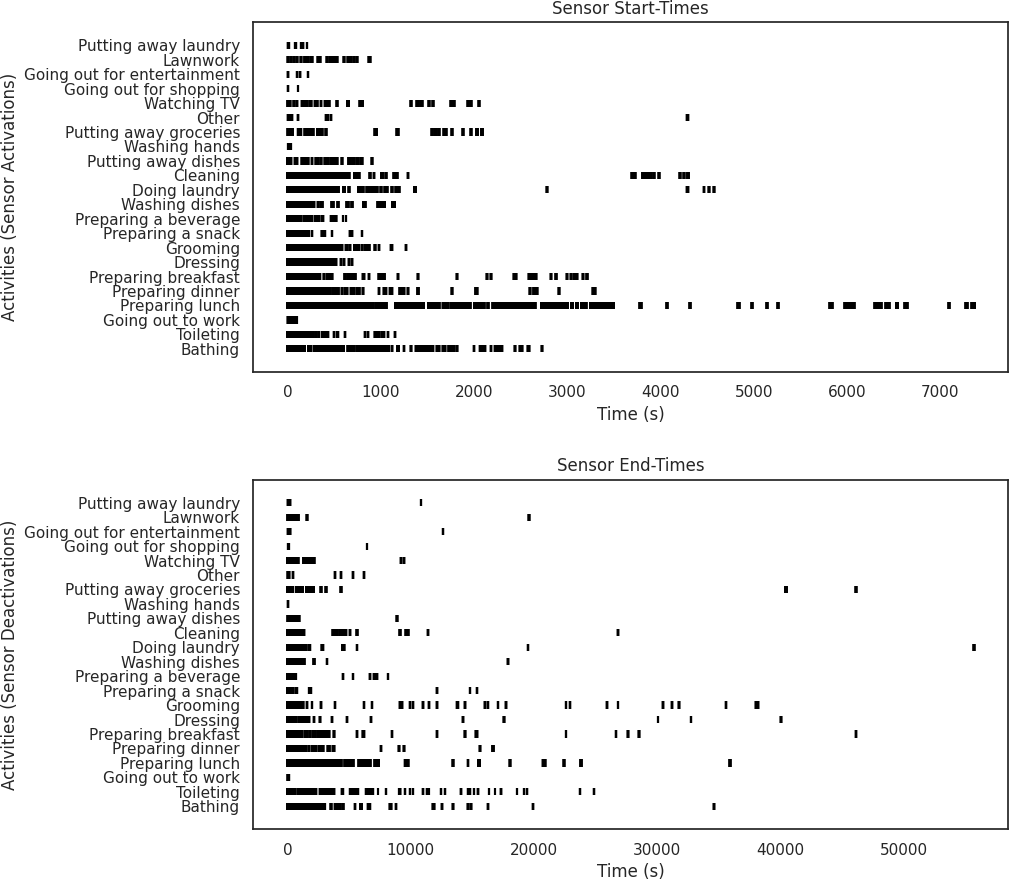 Sensor Start-Times
Activities (Sensor Activations)
Putting away laundry
Lawnwork
Going out for entertainment
Going out for shopping
Watching TV
Other
Putting away groceries
Washing hands
Putting away dishes
Cleaning
Doing laundry
Washing dishes
Preparing a beverage
Preparing a snack
Grooming
Dressing
Preparing breakfast
Preparing dinner
Preparing lunch
Going out to work
Toileting
Bathing
0 1000 2000 3000 4000 5000 6000 7000
Time (s)
Sensor End-Times
Activities (Sensor Deactivations)
Putting away laundry
Lawnwork
Going out for entertainment
Going out for shopping
Watching TV
Other
Putting away groceries
Washing hands
Putting away dishes
Cleaning
Doing laundry
Washing dishes
Preparing a beverage
Preparing a snack
Grooming
Dressing
Preparing breakfast
Preparing dinner
Preparing lunch
Going out to work
Toileting
Bathing
0 10000 20000 30000 40000 50000
Time (s)